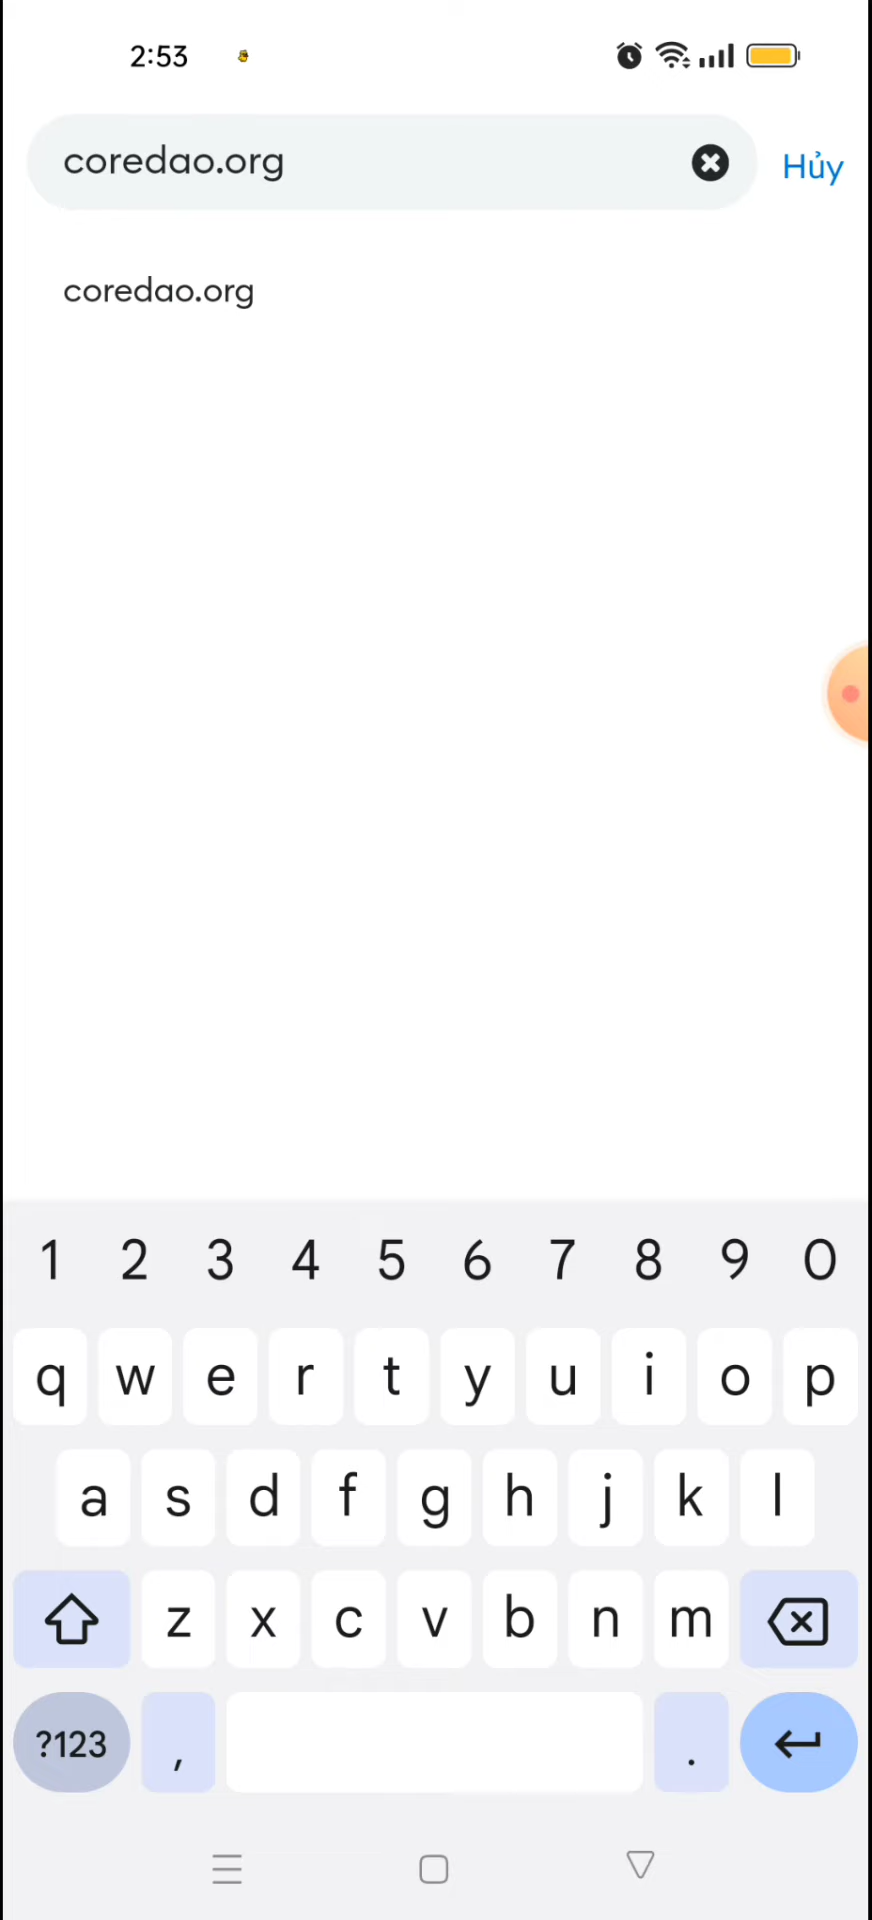 2:53
coredao.org
Hủy
coredao.org
1 2 3 4 5 6 7 8 9 0
q w e r t y u i o p
a s d f g h j k l
z x c v b n m
?123 , .